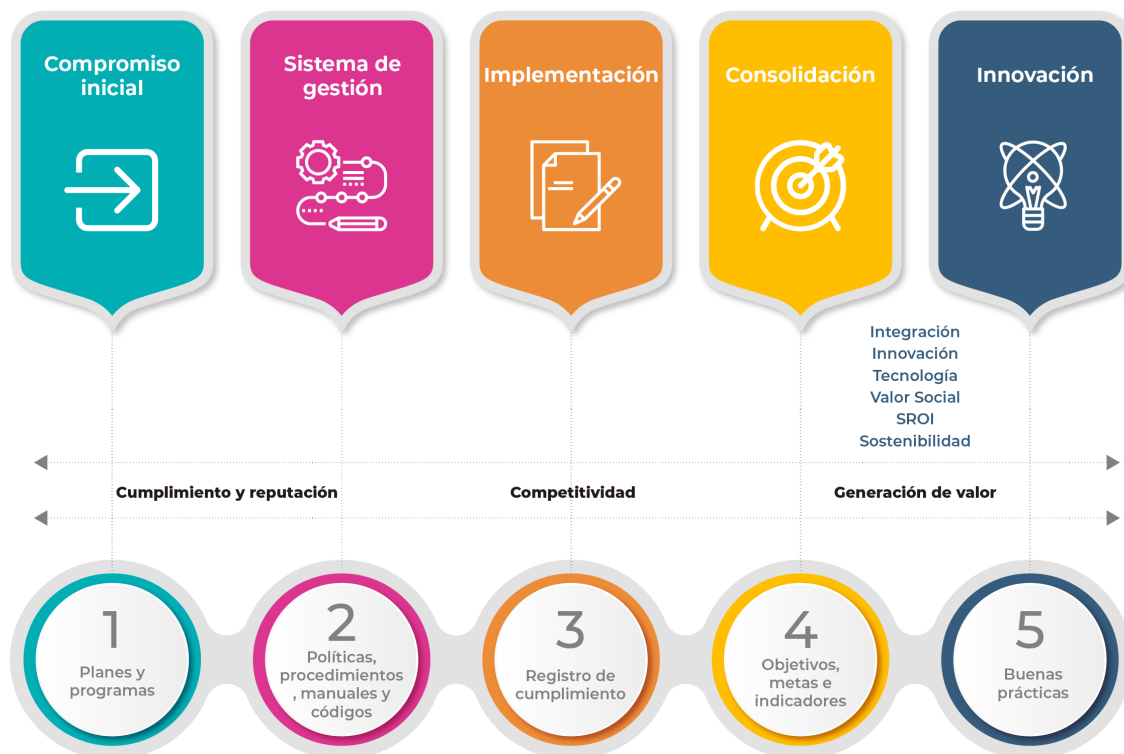 Compromiso
inicial
Sistema de
gestión
Implementación
Consolidación
Innovación
Integración
Innovación
Tecnología
Valor Social
SROI
Sostenibilidad
Cumplimiento y reputación
Competitividad
Generación de valor
1
Planes y
programas
2
Políticas,
procedimientos
, manuales y
códigos
3
Registro de
cumplimiento
4
Objetivos,
metas e
indicadores
5
Buenas
prácticas